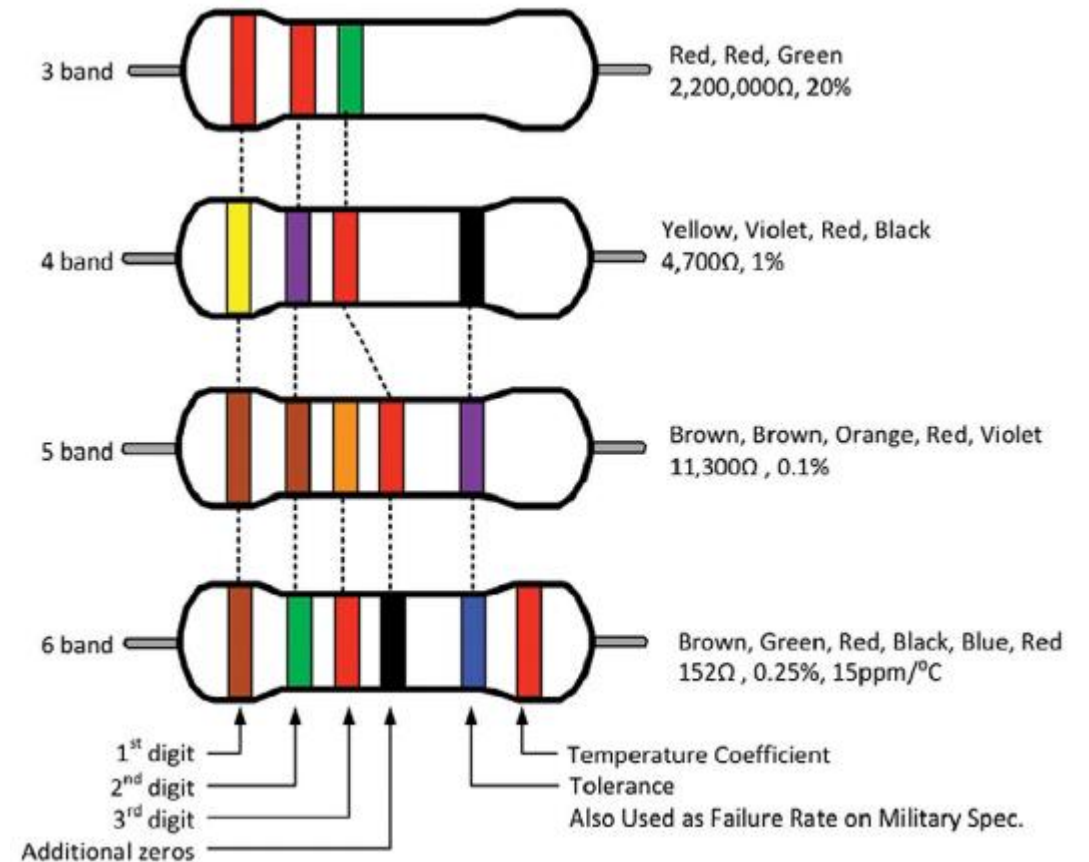 3 band
Red, Red, Green
2,200,000Ω, 20%
4 band
Yellow, Violet, Red, Black
4,700Ω, 1%
5 band
Brown, Brown, Orange, Red, Violet
11,300Ω , 0.1%
6 band
Brown, Green, Red, Black, Blue, Red
152Ω , 0.25%, 15ppm/⁰C
1st digit
2nd digit
3rd digit
Additional zeros
Temperature Coefficient
Tolerance
Also Used as Failure Rate on Military Spec.